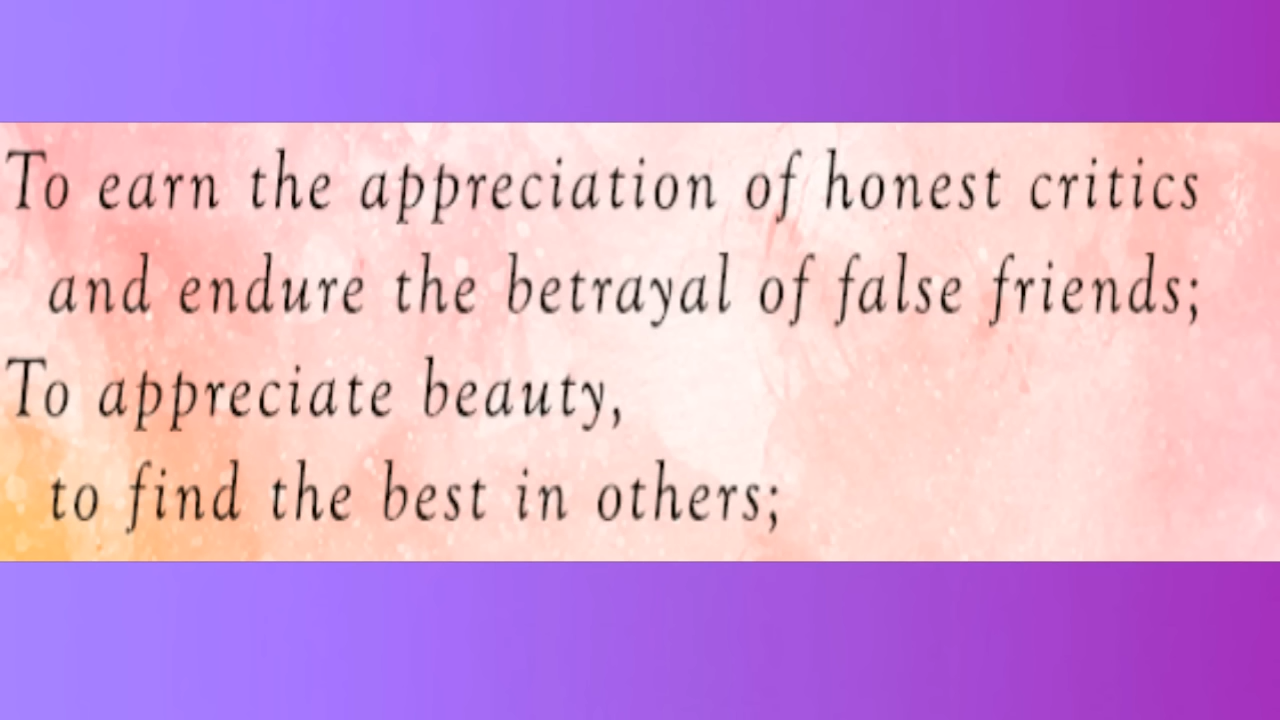 To earn the appreciation of honest critics
and endure the betrayal of false friends;
To appreciate beauty,
to find the best in others;